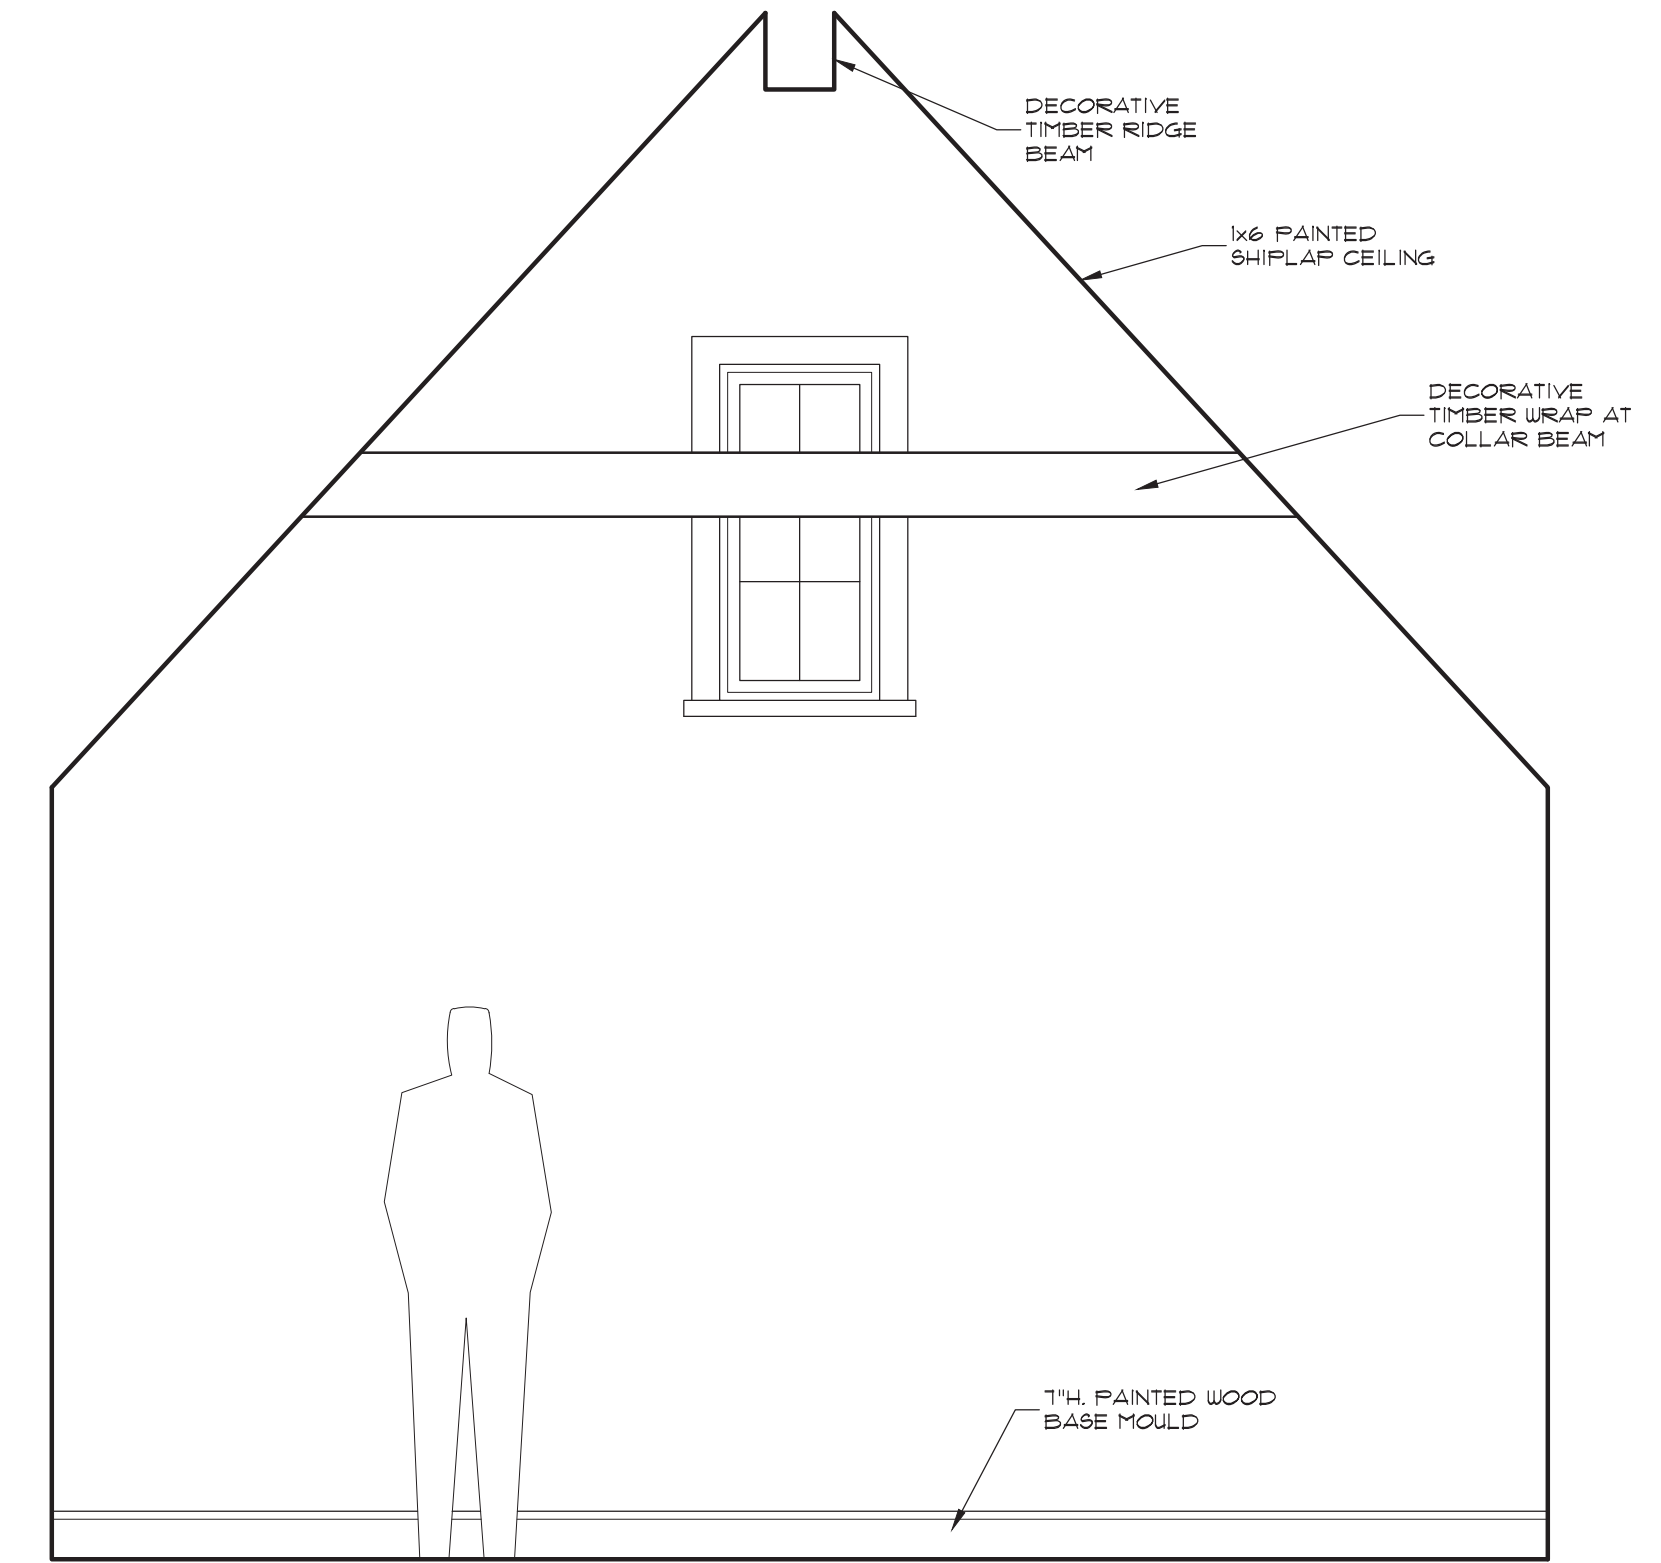 DECORATIVE
TIMBER RIDGE
BEAM
1x6 PAINTED
SHIPLAP CEILING
DECORATIVE
TIMBER WRAP AT
COLLAR BEAM
7"H. PAINTED WOOD
BASE MOULD